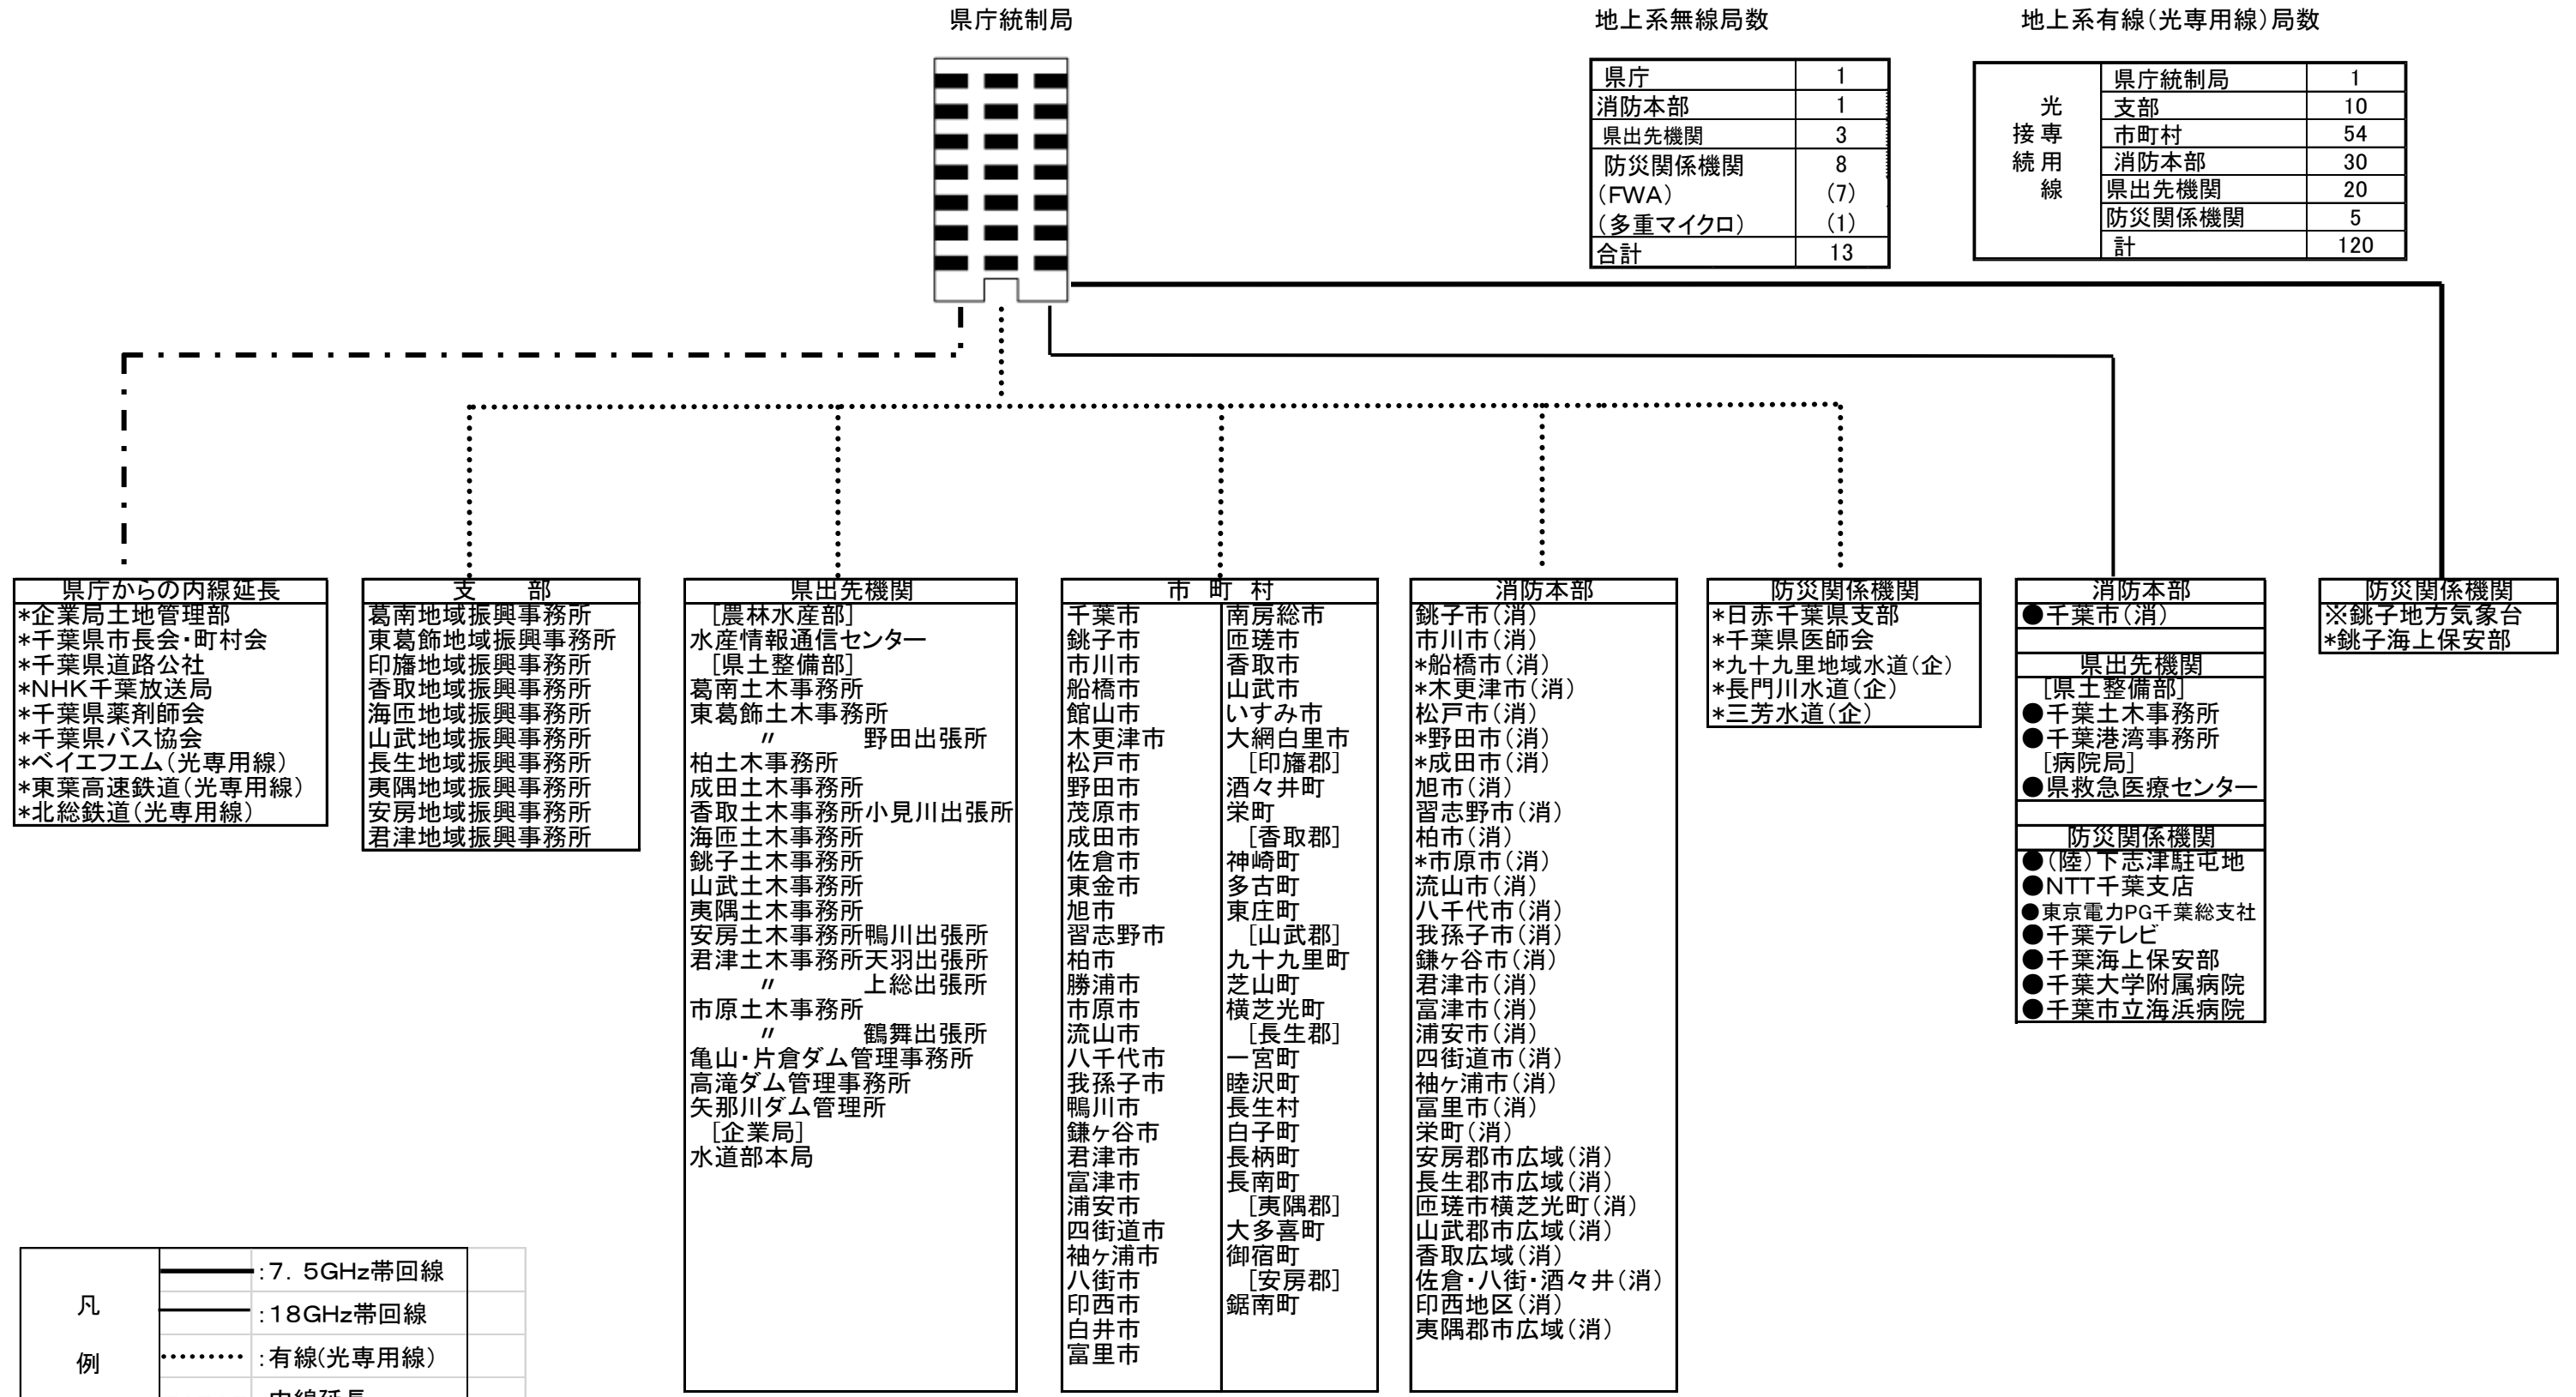 県庁統制局
地上系無線局数
県庁 1
消防本部 1
県出先機関 3
防災関係機関 8
(FWA) (7)
(多重マイクロ) (1)
合計 13
地上系有線(光専用線)局数
光専用線接続
県庁統制局 1
支部 10
市町村 54
消防本部 30
県出先機関 20
防災関係機関 5
計 120
県庁からの内線延長
*企業局土地管理部
*千葉県市長会・町村会
*千葉県道路公社
*NHK千葉放送局
*千葉県薬剤師会
*千葉県バス協会
*ベイエフエム(光専用線)
*東葉高速鉄道(光専用線)
*北総鉄道(光専用線)
支 部
葛南地域振興事務所
東葛飾地域振興事務所
印旛地域振興事務所
香取地域振興事務所
海匝地域振興事務所
山武地域振興事務所
長生地域振興事務所
夷隅地域振興事務所
安房地域振興事務所
君津地域振興事務所
県出先機関
[農林水産部]
水産情報通信センター
[県土整備部]
葛南土木事務所
東葛飾土木事務所
〃 野田出張所
柏土木事務所
成田土木事務所
香取土木事務所小見川出張所
海匝土木事務所
銚子土木事務所
山武土木事務所
夷隅土木事務所
安房土木事務所鴨川出張所
君津土木事務所天羽出張所
〃 上総出張所
市原土木事務所
〃 鶴舞出張所
亀山・片倉ダム管理事務所
高滝ダム管理事務所
矢那川ダム管理所
[企業局]
水道部本局
市 町 村
千葉市
銚子市
市川市
船橋市
館山市
木更津市
松戸市
野田市
茂原市
成田市
佐倉市
東金市
旭市
習志野市
柏市
勝浦市
市原市
流山市
八千代市
我孫子市
鴨川市
鎌ヶ谷市
君津市
富津市
浦安市
四街道市
袖ヶ浦市
八街市
印西市
白井市
富里市
南房総市
匝瑳市
香取市
山武市
いすみ市
大網白里市
[印旛郡]
酒々井町
栄町
[香取郡]
神崎町
多古町
東庄町
[山武郡]
九十九里町
芝山町
横芝光町
[長生郡]
一宮町
睦沢町
長生村
白子町
長柄町
長南町
[夷隅郡]
大多喜町
御宿町
[安房郡]
鋸南町
消防本部
銚子市(消)
市川市(消)
*船橋市(消)
*木更津市(消)
松戸市(消)
*野田市(消)
*成田市(消)
旭市(消)
習志野市(消)
柏市(消)
*市原市(消)
流山市(消)
八千代市(消)
我孫子市(消)
鎌ヶ谷市(消)
君津市(消)
富津市(消)
浦安市(消)
四街道市(消)
袖ヶ浦市(消)
富里市(消)
栄町(消)
安房郡市広域(消)
長生郡市広域(消)
匝瑳市横芝光町(消)
山武郡市広域(消)
香取広域(消)
佐倉・八街・酒々井(消)
印西地区(消)
夷隅郡市広域(消)
防災関係機関
*日赤千葉県支部
*千葉県医師会
*九十九里地域水道(企)
*長門川水道(企)
*三芳水道(企)
消防本部
●千葉市(消)
県出先機関
[県土整備部]
●千葉土木事務所
●千葉港湾事務所
[病院局]
●県救急医療センター
防災関係機関
●(陸)下志津駐屯地
●NTT千葉支店
●東京電力PG千葉総支社
●千葉テレビ
●千葉海上保安部
●千葉大学附属病院
●千葉市立海浜病院
防災関係機関
※銚子地方気象台
*銚子海上保安部
凡例
:7. 5GHz帯回線
:18GHz帯回線
:有線(光専用線)
内線延長